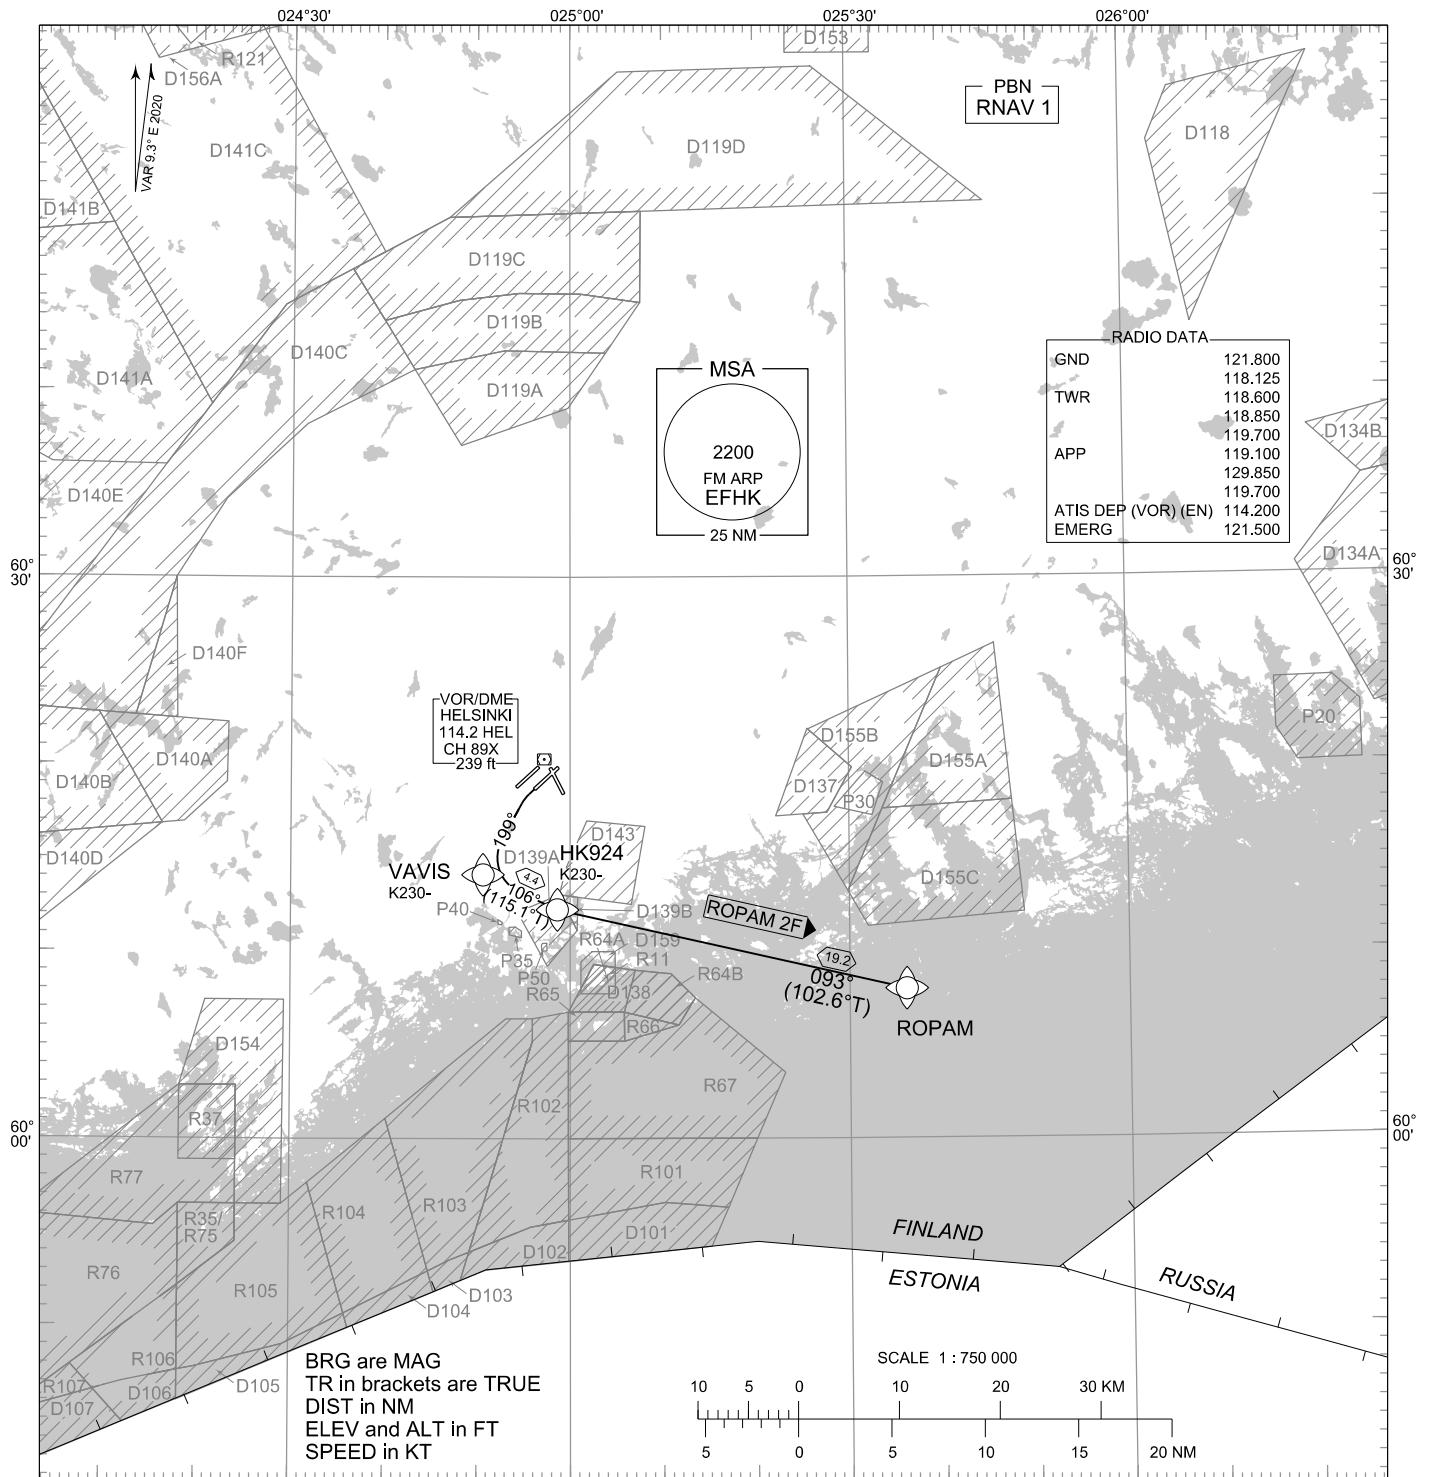 024°30' 025°00' 025°30' 026°00'
D153
R121
D156A
VAR 9.3° E 2020
PBN
RNAV 1
D118
D141C
D119D
D141B
D119C
D119B
D140C
D141A
D119A
MSA
2200
FM ARP
EFHK
25 NM
RADIO DATA
GND 121.800
118.125
TWR 118.600
118.850
119.700
APP 119.100
129.850
119.700
ATIS DEP (VOR) (EN) 114.200
EMERG 121.500
D134B
D140E
D134A
60°
30'
60°
30'
D140F
P20
VOR/DME
HELSINKI
114.2 HEL
CH 89X
239 ft
D155B
D155A
D140A
D140B
D137
P30
199°
D143
D140D
D139A
HK924
K230-
VAVIS
K230-
4.4
106°
(115.1°T)
D155C
P40
D139B
ROPAM 2F
R64A
D159
P35
R11
P50
R64B
19.2
093°
(102.6°T)
R65
D138
R66
ROPAM
D154
R67
R102
R37
60°
00'
60°
00'
R77
R101
R103
R104
R35/
R75
D101
D102
FINLAND
ESTONIA
RUSSIA
R76
R105
D103
D104
R106
D105
R107
D106
D107
BRG are MAG
TR in brackets are TRUE
DIST in NM
ELEV and ALT in FT
SPEED in KT
SCALE 1 : 750 000
10 5 0 10 20 30 KM
5 0 5 10 15 20 NM